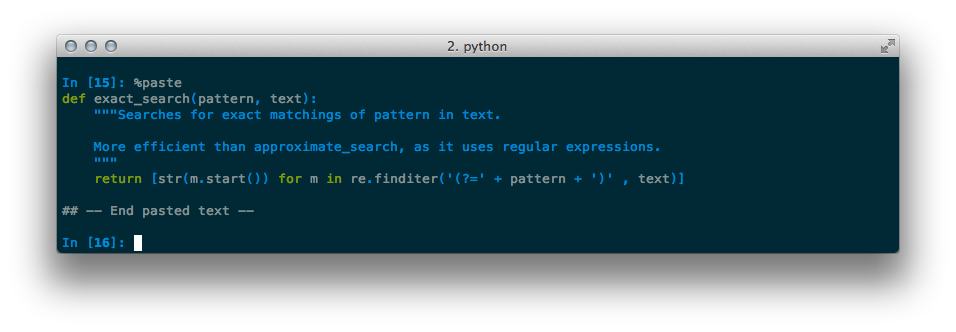 2. python
In [15]: %paste
def exact_search(pattern, text):
    """Searches for exact matchings of pattern in text.

    More efficient than approximate_search, as it uses regular expressions.
    """
    return [str(m.start()) for m in re.finditer('(?=' + pattern + ')' , text)]

## -- End pasted text --

In [16]: